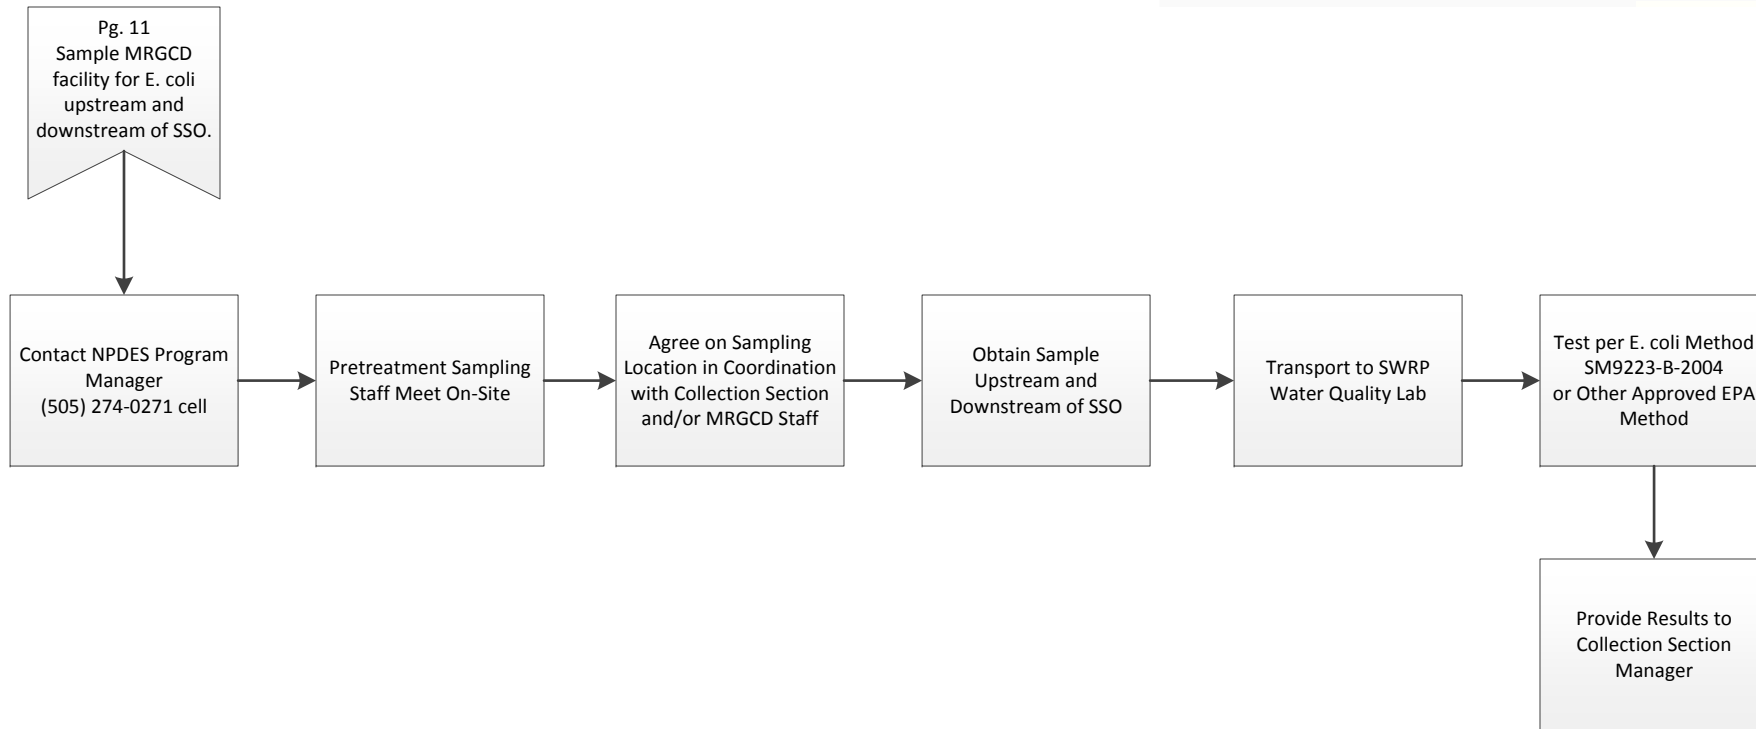 Pg. 11
Sample MRGCD
facility for E. coli
upstream and
downstream of SSO.
Contact NPDES Program
Manager
(505) 274-0271 cell
Pretreatment Sampling
Staff Meet On-Site
Agree on Sampling
Location in Coordination
with Collection Section
and/or MRGCD Staff
Obtain Sample
Upstream and
Downstream of SSO
Transport to SWRP
Water Quality Lab
Test per E. coli Method
SM9223-B-2004
or Other Approved EPA
Method
Provide Results to
Collection Section
Manager